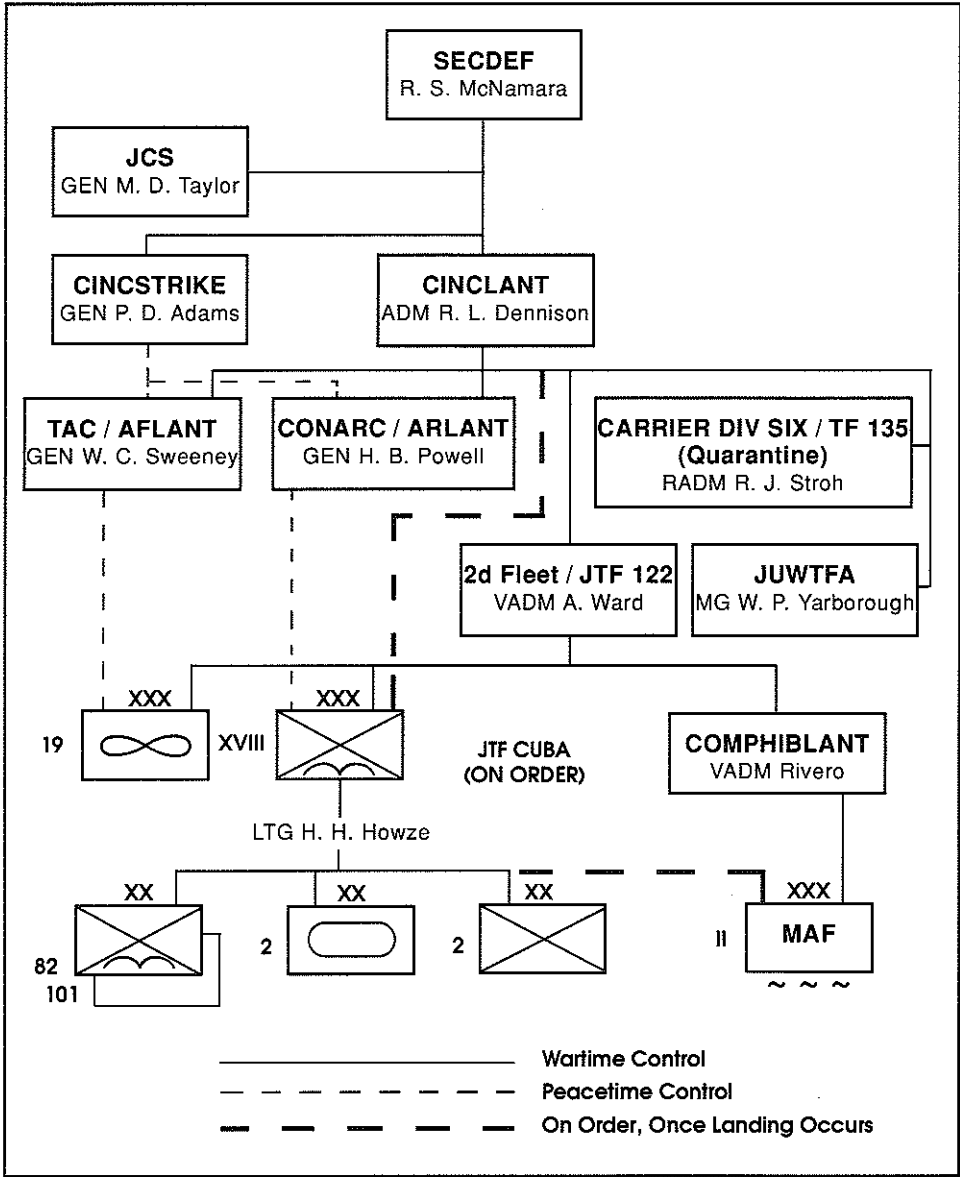 SECDEF
R. S. McNamara
JCS
GEN M. D. Taylor
CINCSTRIKE
GEN P. D. Adams
CINCLANT
ADM R. L. Dennison
TAC / AFLANT
GEN W. C. Sweeney
CONARC / ARLANT
GEN H. B. Powell
CARRIER DIV SIX / TF 135
(Quarantine)
RADM R. J. Stroh
2d Fleet / JTF 122
VADM A. Ward
JUWTFA
MG W. P. Yarborough
XXX
19
XXX
XVIII
JTF CUBA
(ON ORDER)
COMPHIBLANT
VADM Rivero
LTG H. H. Howze
XX
82
101
XX
2
XX
2
XXX
II
MAF
~ ~ ~
Wartime Control
Peacetime Control
On Order, Once Landing Occurs